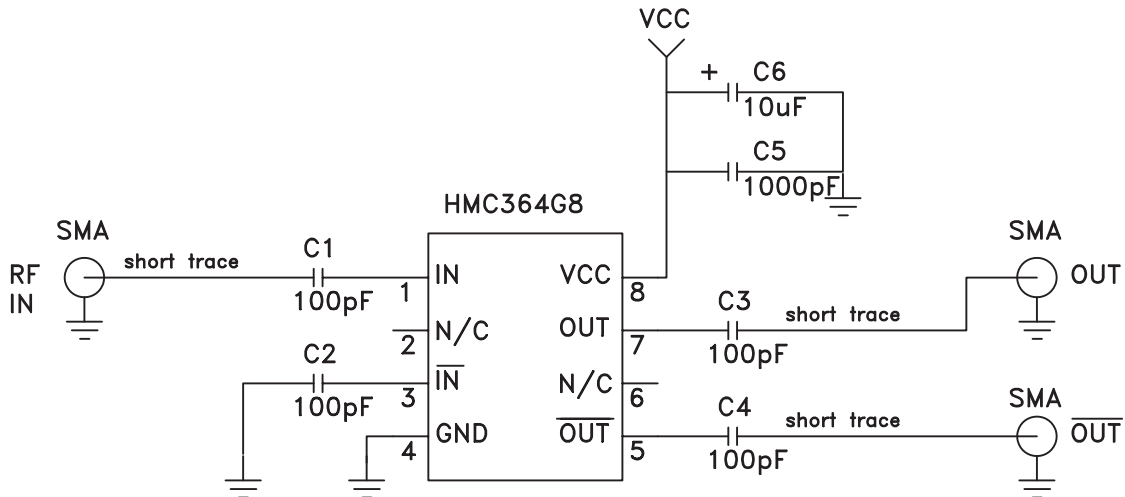 VCC
+
C6
10uF
C5
1000pF
HMC364G8
SMA
RF
IN
short trace
C1
100pF
1
IN
VCC
8
2
N/C
OUT
7
C3
100pF
short trace
SMA
OUT
C2
100pF
3
IN
N/C
6
4
GND
OUT
5
C4
100pF
short trace
SMA
OUT